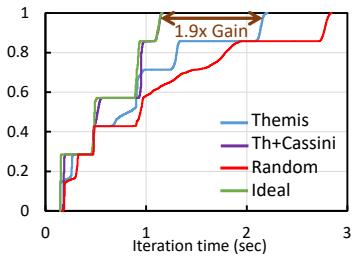 1
1.9x Gain
0.8
0.6
Themis
0.4
Th+Cassini
Random
0.2
Ideal
0
0 1 2 3
Iteration time (sec)